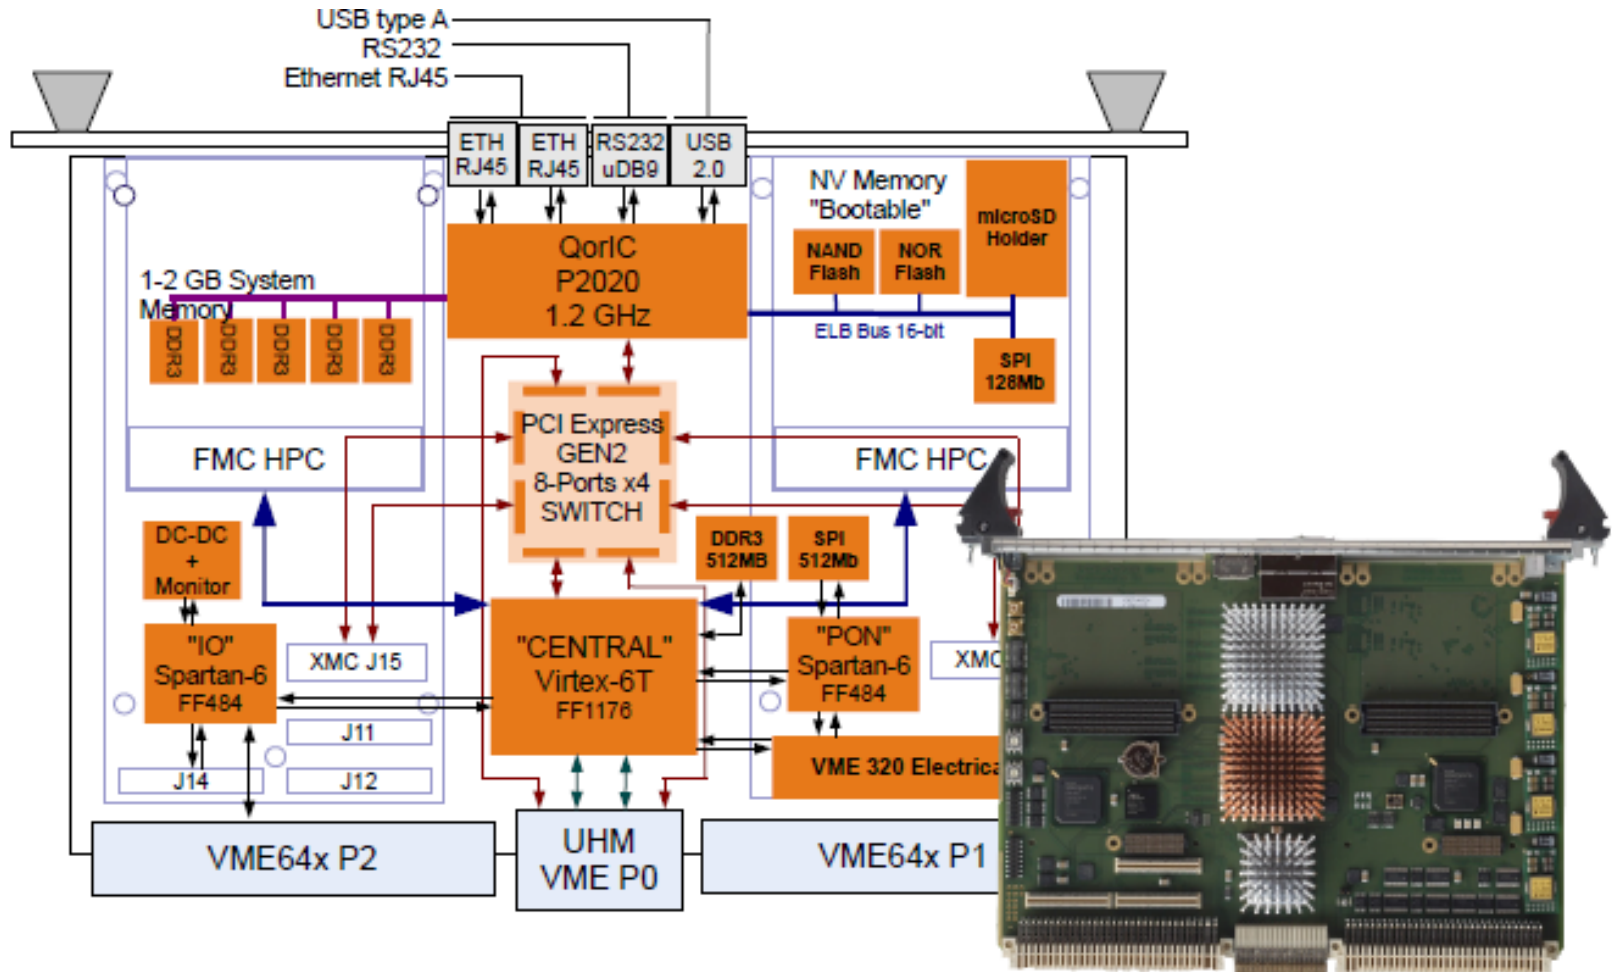 USB type A
RS232
Ethernet RJ45
ETH
RJ45
ETH
RJ45
RS232
uDB9
USB
2.0
NV Memory
"Bootable"
microSD
Holder
NAND
Flash
NOR
Flash
QorIC
P2020
1.2 GHz
1-2 GB System
Memory
DDR3
DDR3
DDR3
DDR3
DDR3
ELB Bus 16-bit
SPI
128Mb
PCI Express
GEN2
8-Ports x4
SWITCH
FMC HPC
FMC HPC
DC-DC
+
Monitor
DDR3
512MB
SPI
512Mb
"IO"
Spartan-6
FF484
XMC J15
"CENTRAL"
Virtex-6T
FF1176
"PON"
Spartan-6
FF484
XMC
J11
J14
J12
VME 320 Electrica
VME64x P2
UHM
VME P0
VME64x P1